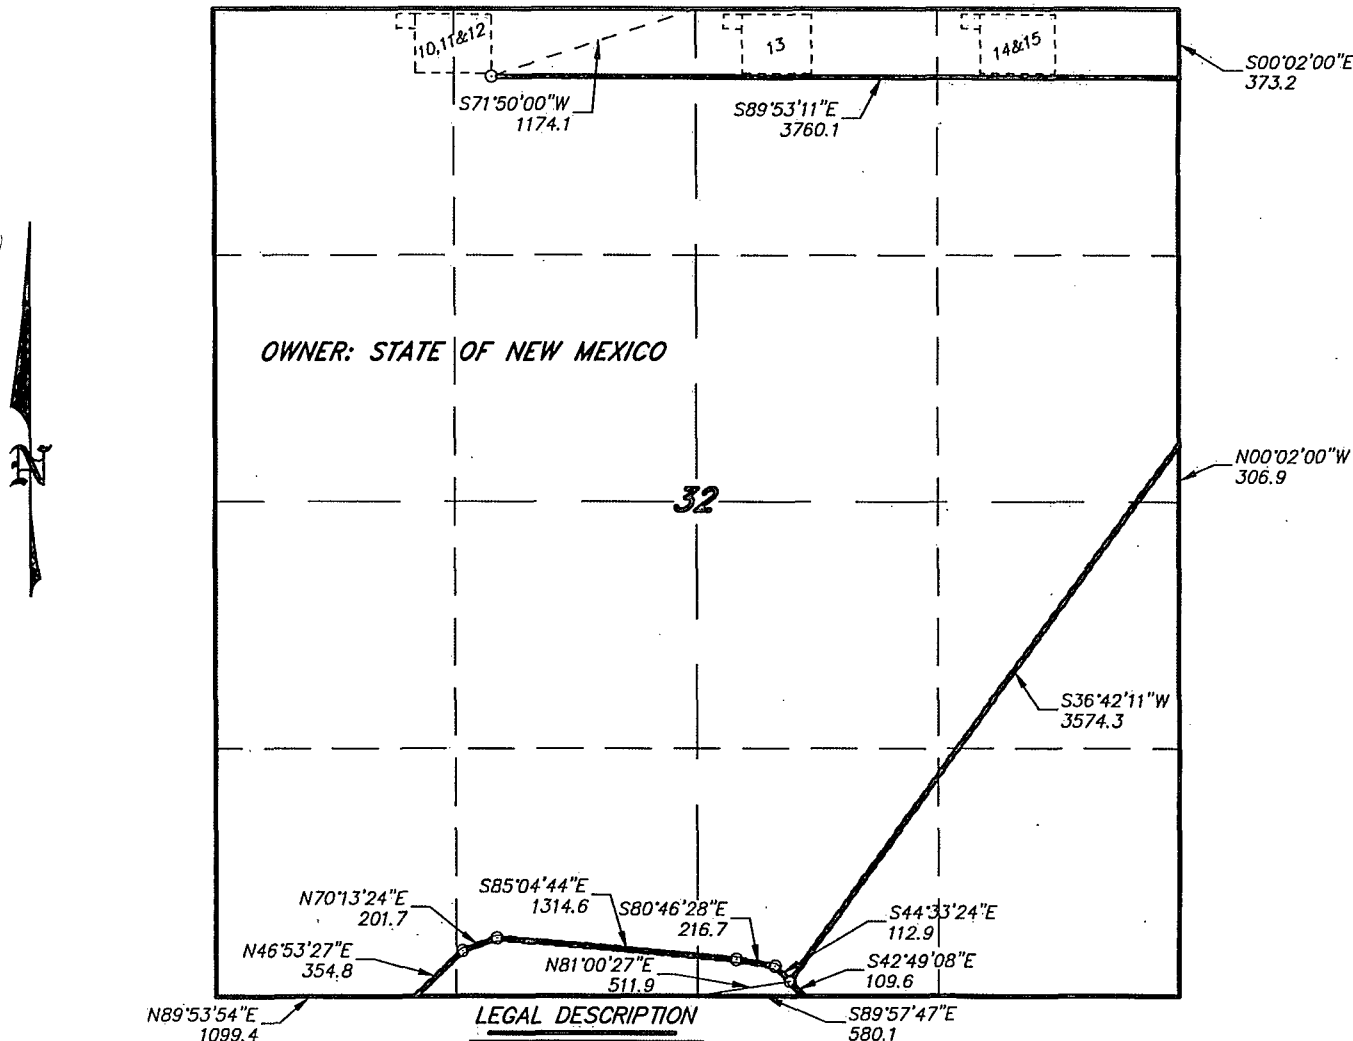 10,11&12
13
14&15
S00°02'00"E
373.2
S71°50'00"W
1174.1
S89°53'11"E
3760.1
OWNER: STATE OF NEW MEXICO
N00°02'00"W
306.9
32
S36°42'11"W
3574.3
N70°13'24"E
201.7
S85°04'44"E
1314.6
S80°46'28"E
216.7
S44°33'24"E
112.9
N46°53'27"E
354.8
N81°00'27"E
511.9
S42°49'08"E
109.6
N89°53'54"E
1099.4
LEGAL DESCRIPTION
S89°57'47"E
580.1